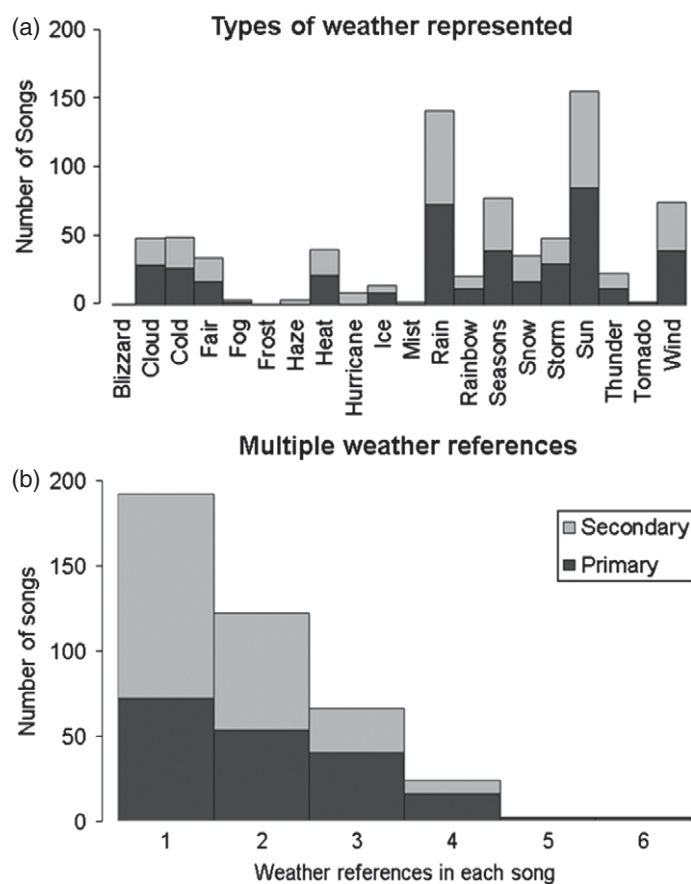 (a)
Types of weather represented
Number of Songs
200
150
100
50
0
Blizzard
Cloud
Cold
Fair
Fog
Frost
Haze
Heat
Hurricane
Ice
Mist
Rain
Rainbow
Seasons
Snow
Storm
Sun
Thunder
Tornado
Wind
(b)
Multiple weather references
Number of songs
200
150
100
50
0
Secondary
Primary
1 2 3 4 5 6
Weather references in each song